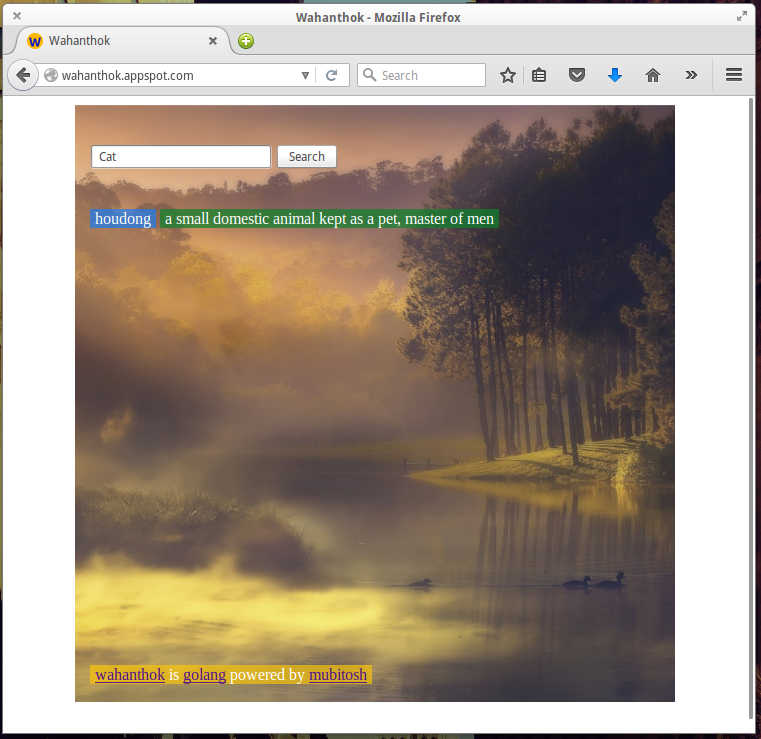 Wahanthok - Mozilla Firefox
Wahanthok
wahanthok.appspot.com
Search
Cat
Search
houdong a small domestic animal kept as a pet, master of men
wahanthok is golang powered by mubitosh